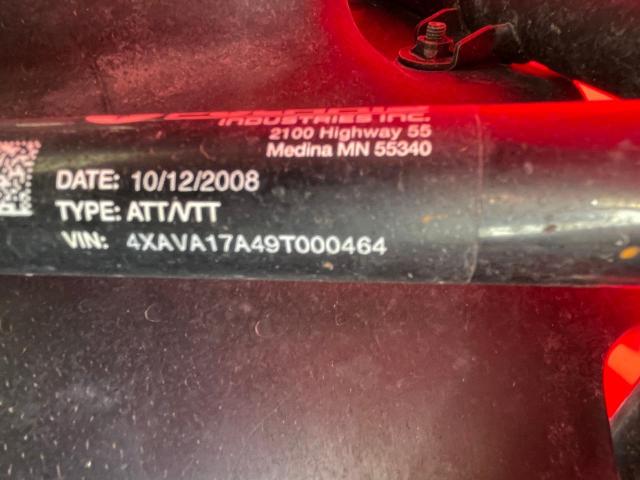 INDUSTRIES INC.
2100 Highway 55
Medina MN 55340
DATE: 10/12/2008
TYPE: ATT/VTT
VIN: 4XAVA17A49T000464